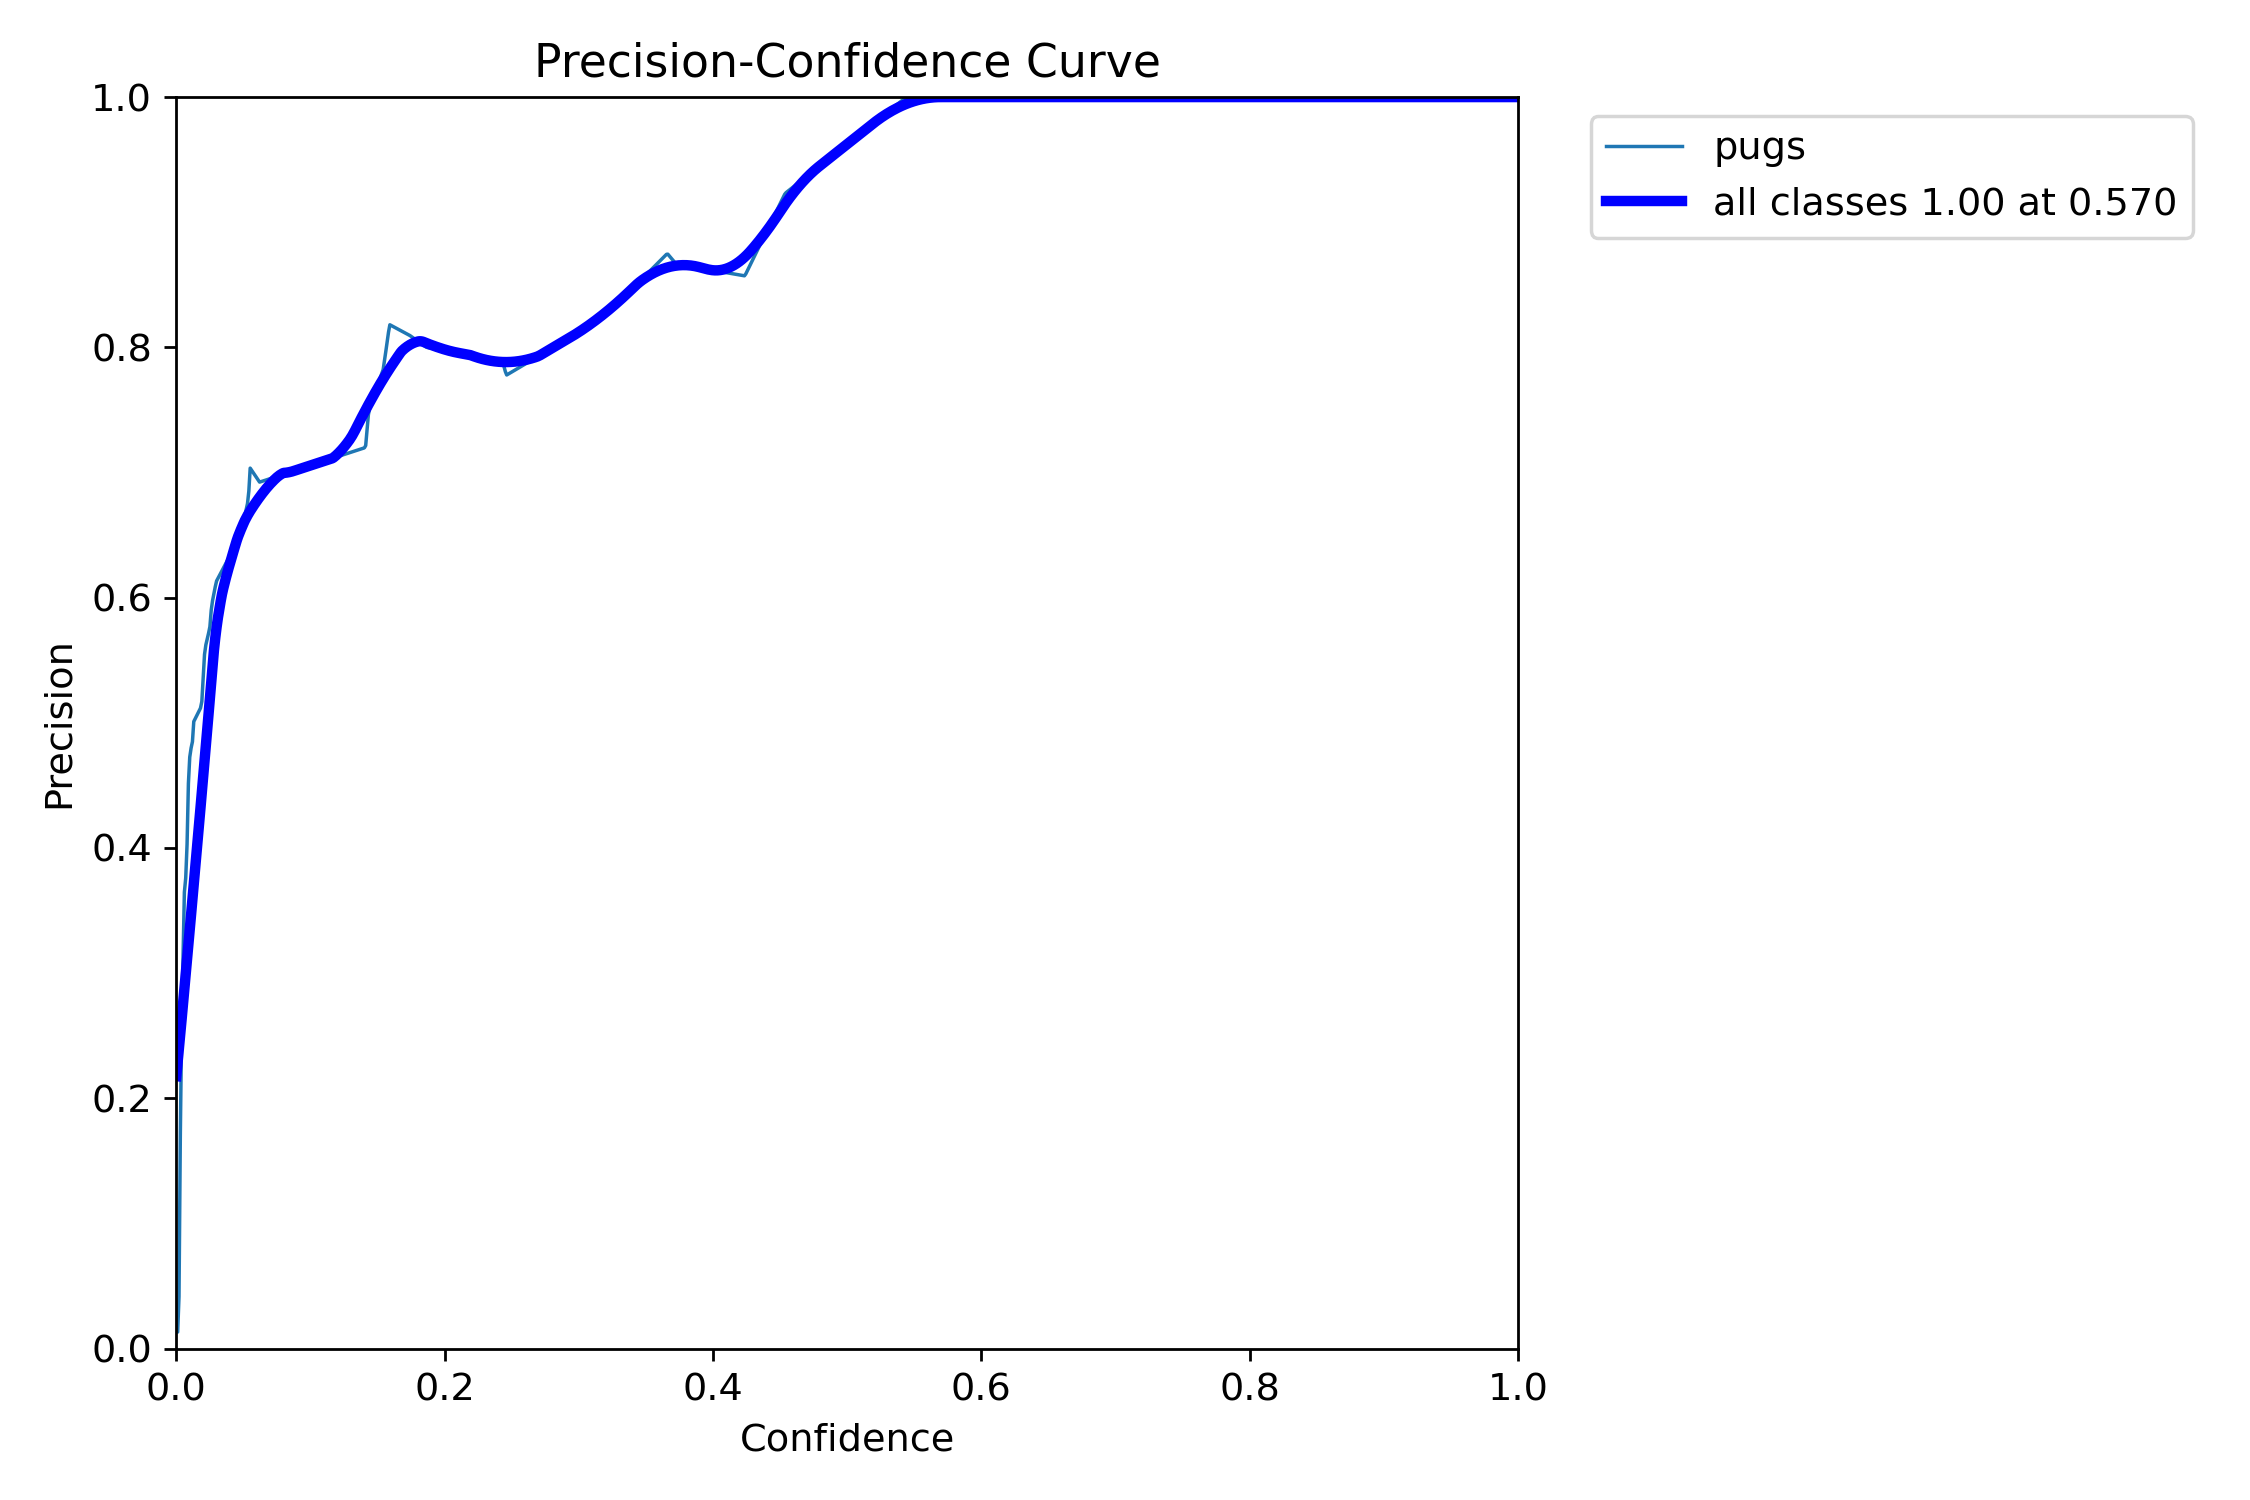 Precision-Confidence Curve
1.0
0.8
0.6
0.4
0.2
0.0
Precision
0.0 0.2 0.4 0.6 0.8 1.0
Confidence
pugs
all classes 1.00 at 0.570